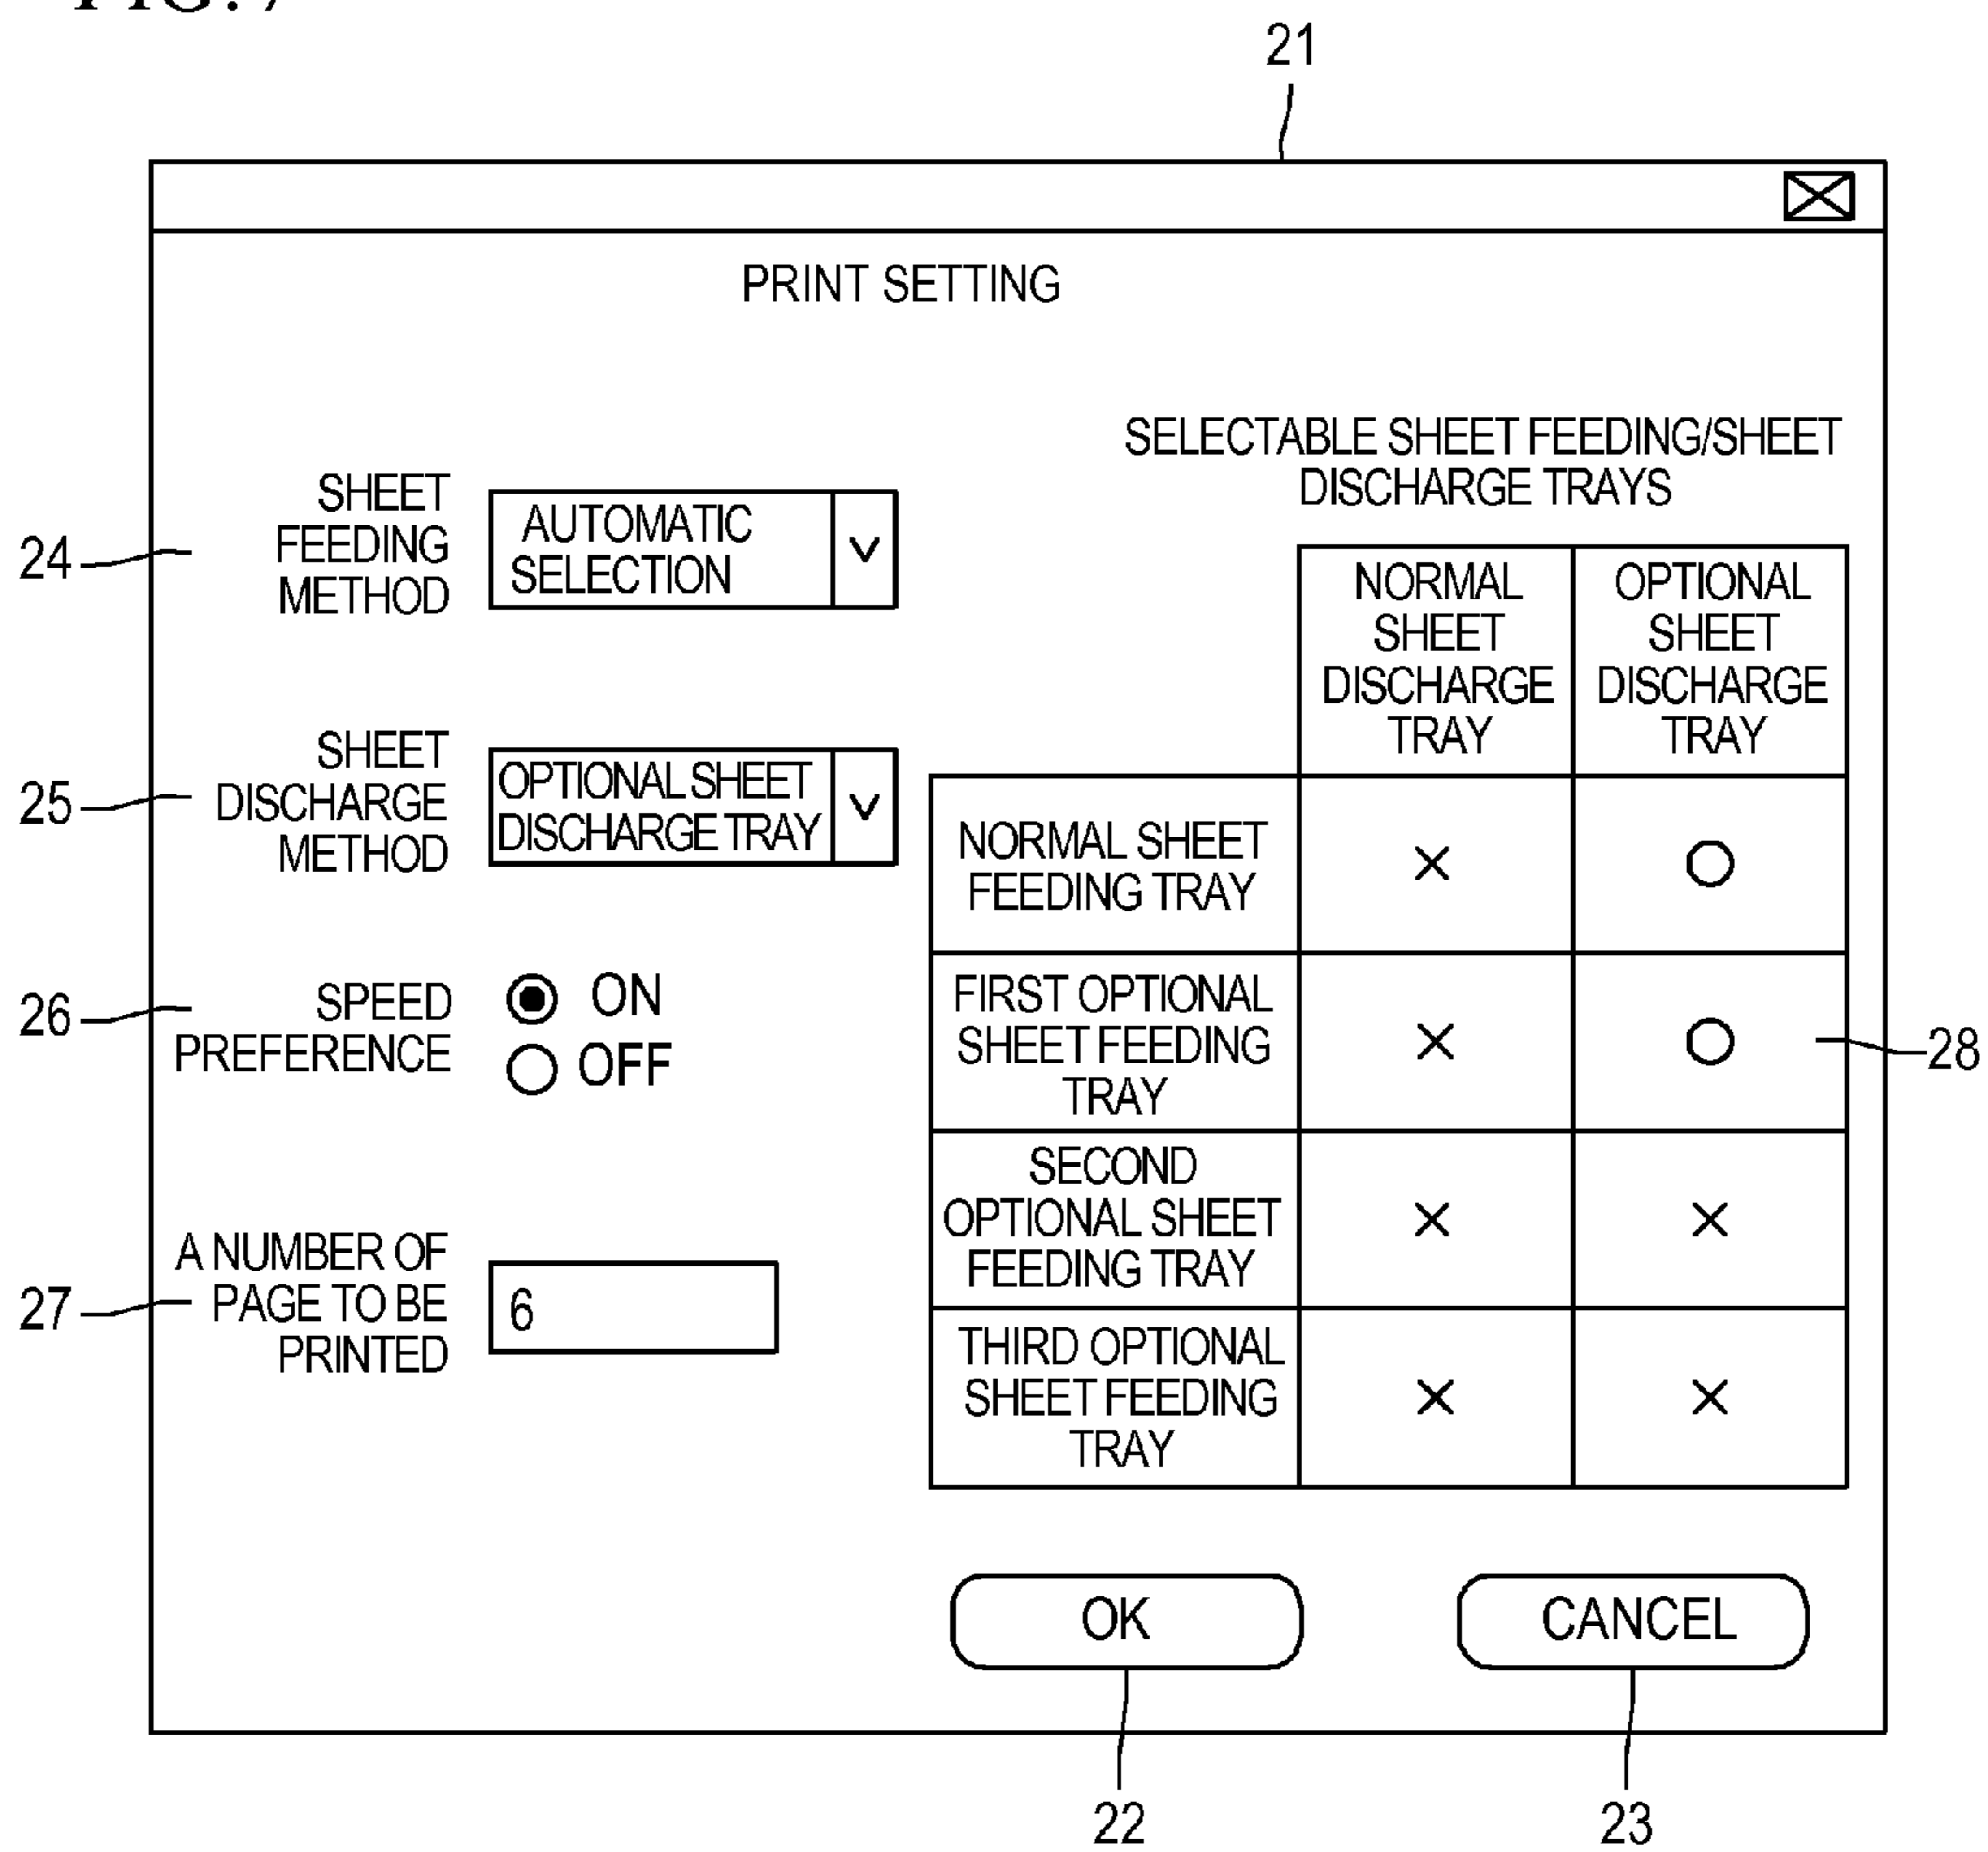 FIG. 7
21
PRINT SETTING
24
SHEET
FEEDING
METHOD
AUTOMATIC
SELECTION
V
25
SHEET
DISCHARGE
METHOD
OPTIONAL SHEET
DISCHARGE TRAY
V
26
SPEED
PREFERENCE
ON
OFF
27
A NUMBER OF
PAGE TO BE
PRINTED
6
SELECTABLE SHEET FEEDING/SHEET
DISCHARGE TRAYS
NORMAL
SHEET
DISCHARGE
TRAY
OPTIONAL
SHEET
DISCHARGE
TRAY
NORMAL SHEET
FEEDING TRAY
×
○
FIRST OPTIONAL
SHEET FEEDING
TRAY
×
○
28
SECOND
OPTIONAL SHEET
FEEDING TRAY
×
×
THIRD OPTIONAL
SHEET FEEDING
TRAY
×
×
OK
CANCEL
22
23